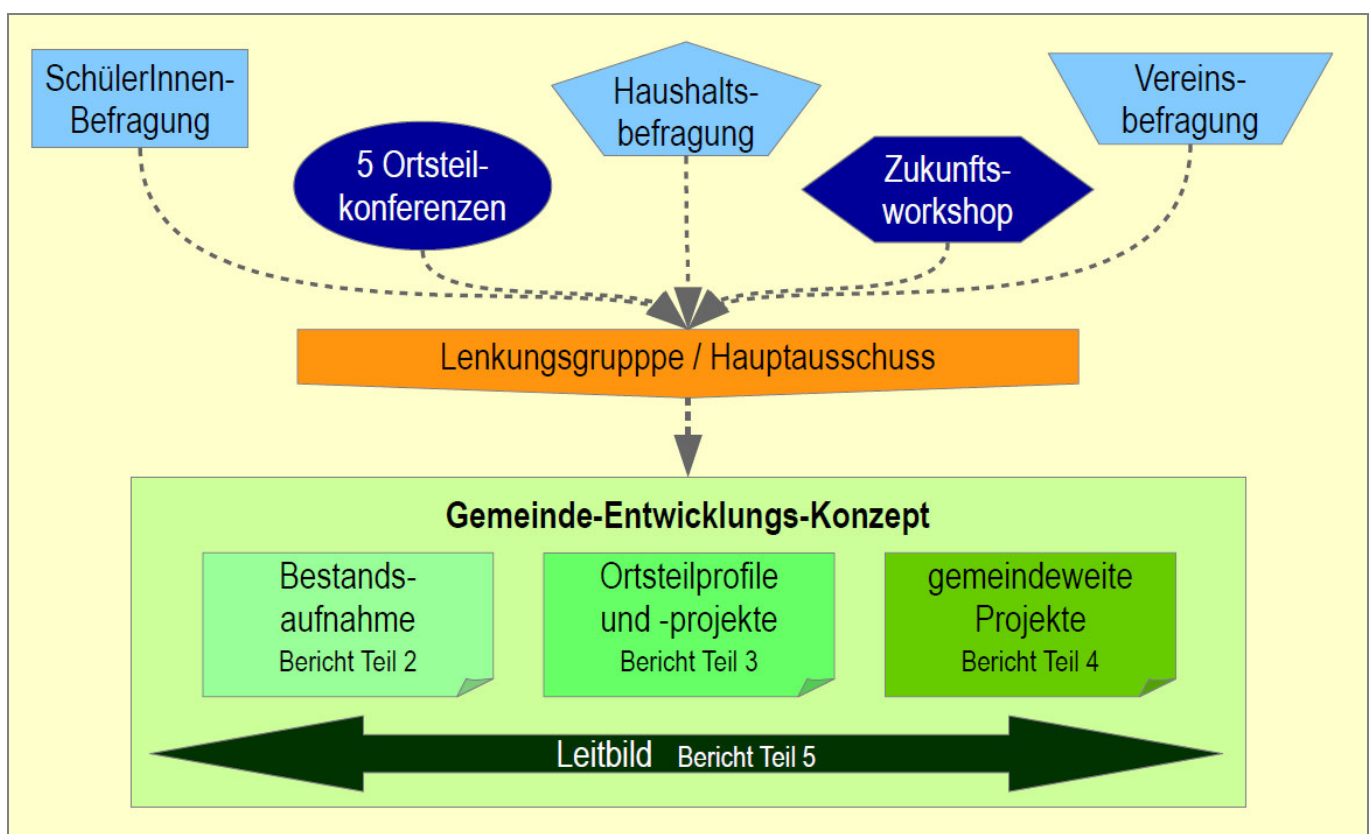 SchülerInnen-
Befragung
5 Ortsteil-
konferenzen
Haushalts-
befragung
Zukunfts-
workshop
Vereins-
befragung
Lenkungsgrupppe / Hauptausschuss
Gemeinde-Entwicklungs-Konzept
Bestands-
aufnahme
Bericht Teil 2
Ortsteilprofile
und -projekte
Bericht Teil 3
gemeindeweite
Projekte
Bericht Teil 4
Leitbild Bericht Teil 5